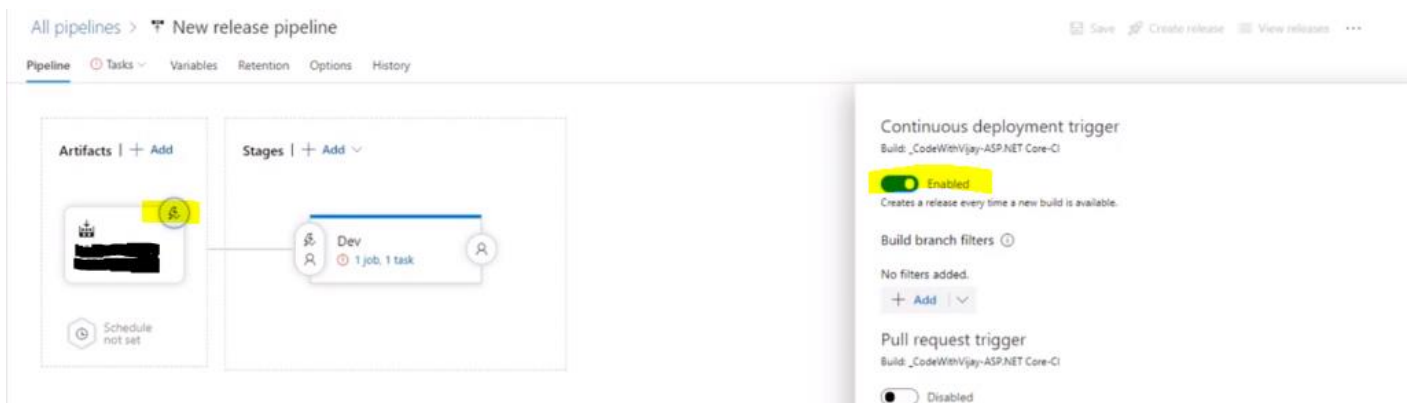 All pipelines > New release pipeline
Save Create release View releases ...
Pipeline Tasks Variables Retention Options History
Artifacts | + Add
Stages | + Add
Dev
1 job, 1 task
Schedule
not set
Continuous deployment trigger
Build: _CodeWithVijay-ASP.NET Core-CI
Enabled
Creates a release every time a new build is available.
Build branch filters
No filters added.
+ Add
Pull request trigger
Build: _CodeWithVijay-ASP.NET Core-CI
Disabled